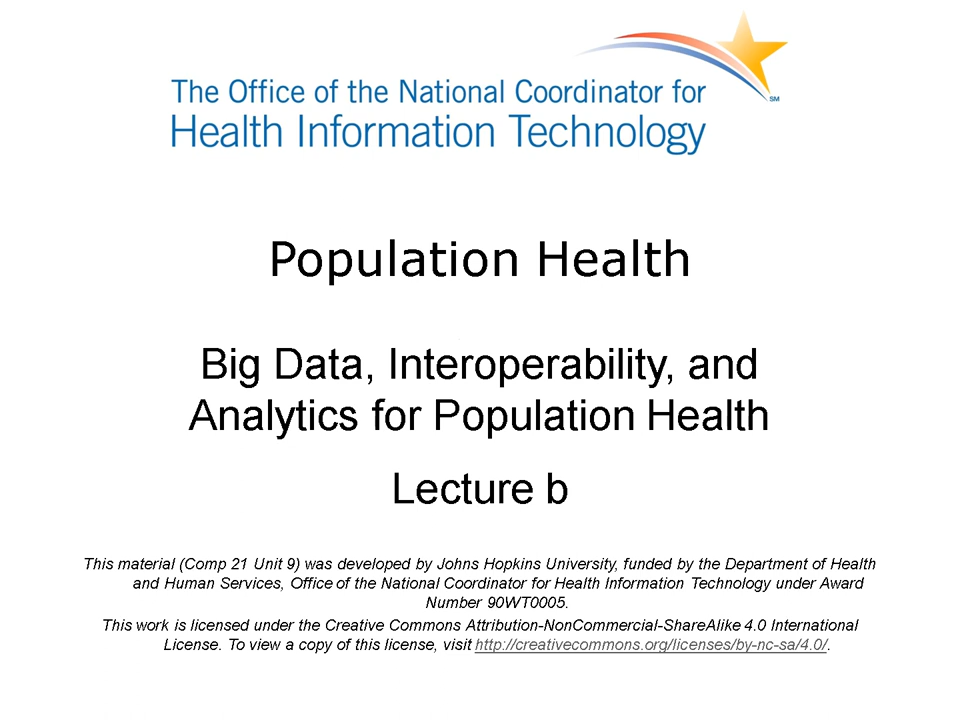 The Office of the National Coordinator for
Health Information Technology
SM
Population Health
Big Data, Interoperability, and
Analytics for Population Health
Lecture b
This material (Comp 21 Unit 9) was developed by Johns Hopkins University, funded by the Department of Health
and Human Services, Office of the National Coordinator for Health Information Technology under Award
Number 90WT0005.
This work is licensed under the Creative Commons Attribution-NonCommercial-ShareAlike 4.0 International
License. To view a copy of this license, visit http://creativecommons.org/licenses/by-nc-sa/4.0/.